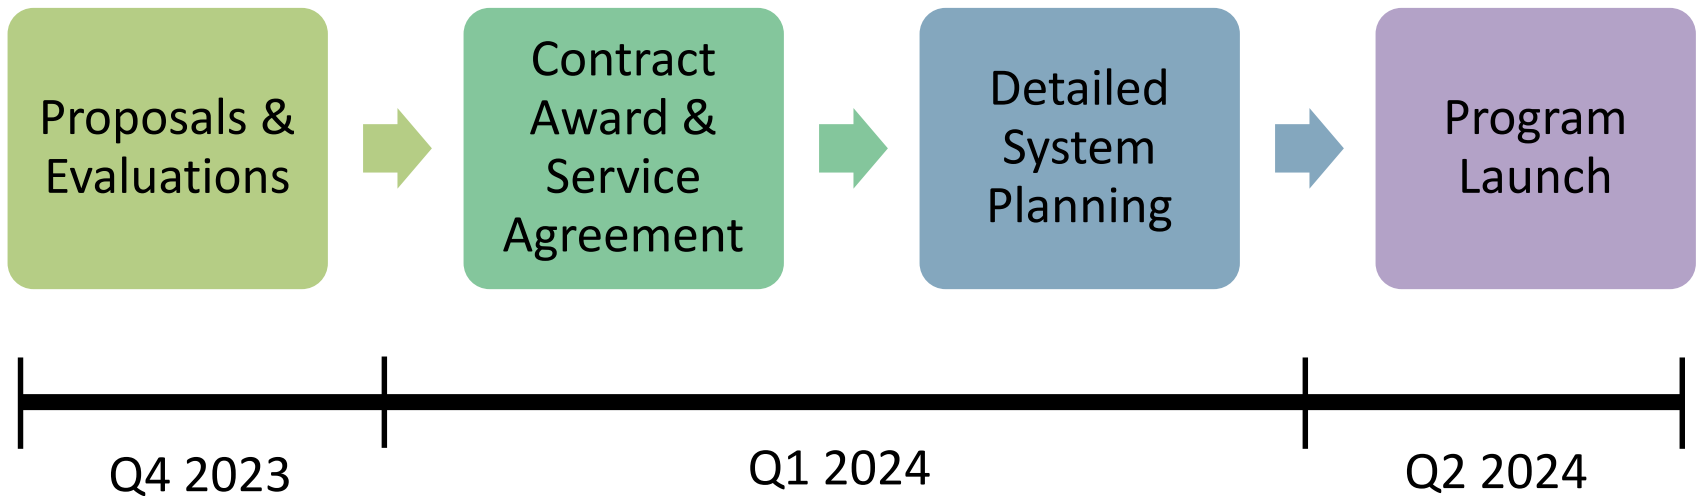 Proposals &
Evaluations
Contract
Award &
Service
Agreement
Detailed
System
Planning
Program
Launch
Q4 2023
Q1 2024
Q2 2024